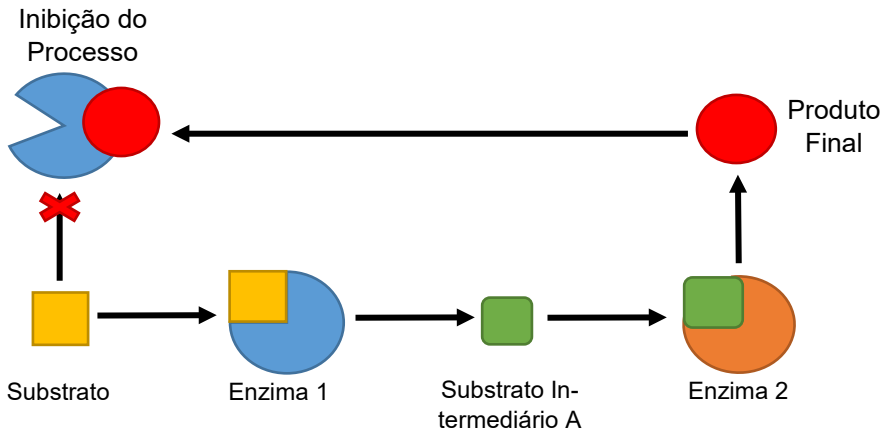 Inibição do
Processo
Produto
Final
Substrato
Enzima 1
Substrato In-
termediário A
Enzima 2